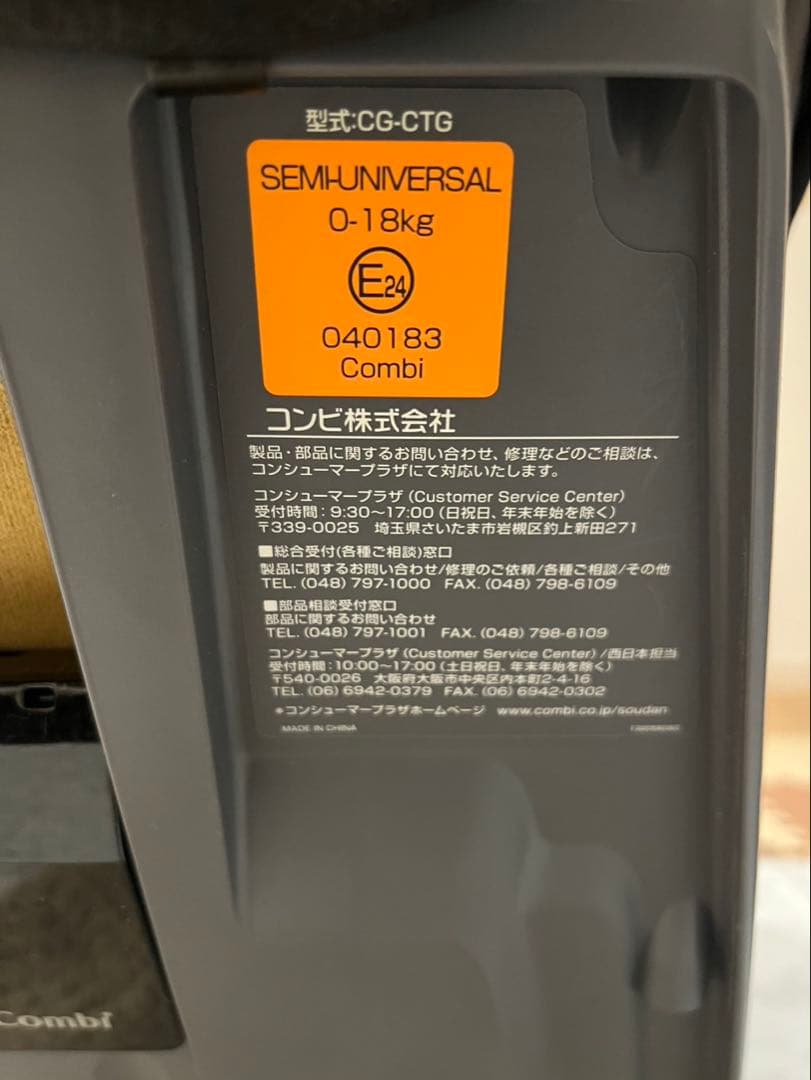 型式:CG-CTG
SEMI-UNIVERSAL
0-18kg
E24
040183
Combi
コンビ株式会社
製品・部品に関するお問い合わせ、修理などのご相談は、
コンシューマープラザにて対応いたします。
コンシューマープラザ (Customer Service Center)
受付時間:9:30〜17:00 (日祝日、年末年始を除く)
〒339-0025 埼玉県さいたま市岩槻区釣上新田271
■総合受付(各種ご相談)窓口
製品に関するお問い合わせ/修理のご依頼/各種ご相談/その他
TEL. (048) 797-1000 FAX. (048) 798-6109
■部品相談受付窓口
部品に関するお問い合わせ
TEL. (048) 797-1001 FAX. (048) 798-6109
コンシューマープラザ (Customer Service Center) /西日本担当
受付時間:10:00〜17:00 (土日祝日、年末年始を除く)
〒540-0026 大阪府大阪市中央区内本町2-4-16
TEL. (06) 6942-0379 FAX. (06) 6942-0302
*コンシューマープラザホームページ www.combi.co.jp/soudan
MADE IN CHINA
Combi